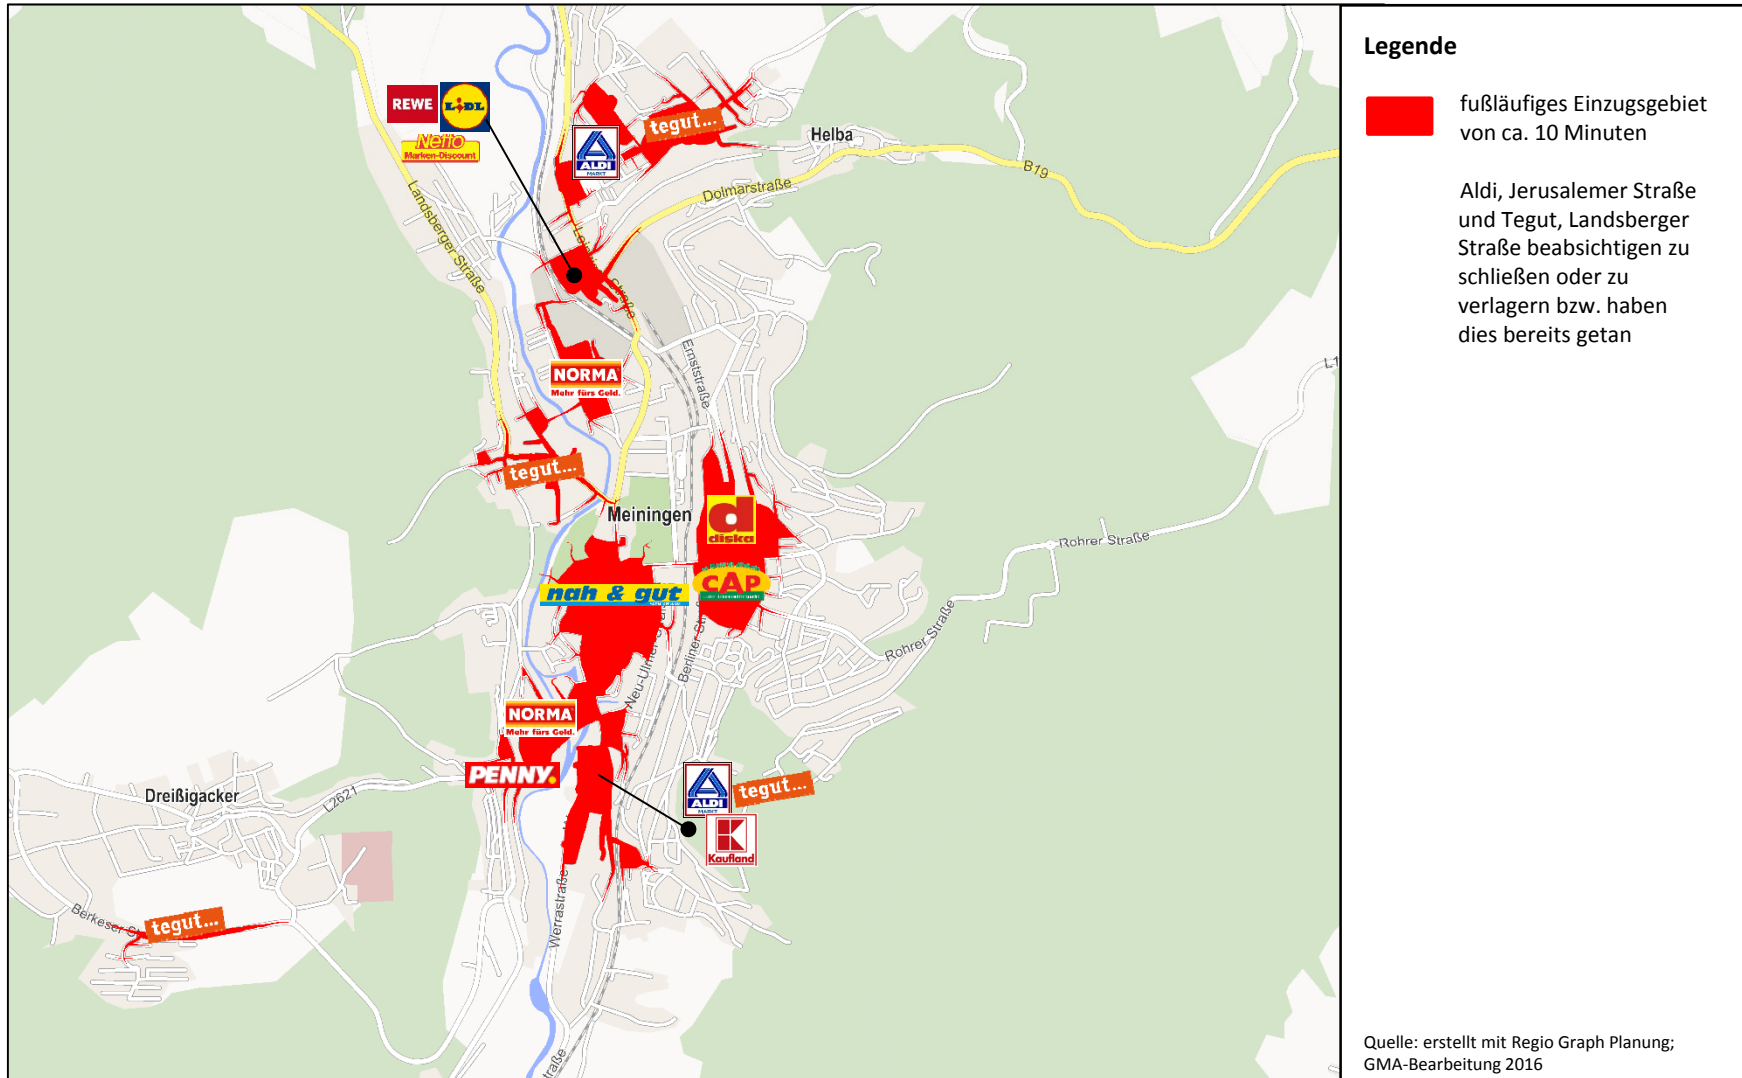 Legende
fußläufiges Einzugsgebiet
von ca. 10 Minuten
Aldi, Jerusalemer Straße
und Tegut, Landsberger
Straße beabsichtigen zu
schließen oder zu
verlagern bzw. haben
dies bereits getan
Quelle: erstellt mit Regio Graph Planung;
GMA-Bearbeitung 2016
REWE
LiDL
Netto
Marken-Discount
ALDI
MARKT
tegut...
Helba
B19
Dolmarstraße
Landsberger Straße
Straße
Ernststraße
L1
NORMA
Mehr fürs Geld.
tegut...
Meiningen
d
diska
CAP
nah & gut
Rohrer Straße
Rohrer Straße
Neu-Ulmer
Berliner
NORMA
Mehr fürs Geld.
PENNY.
ALDI
MARKT
tegut...
K
Kaufland
Dreißigacker
L2621
Berkeser
tegut...
Werrastraße